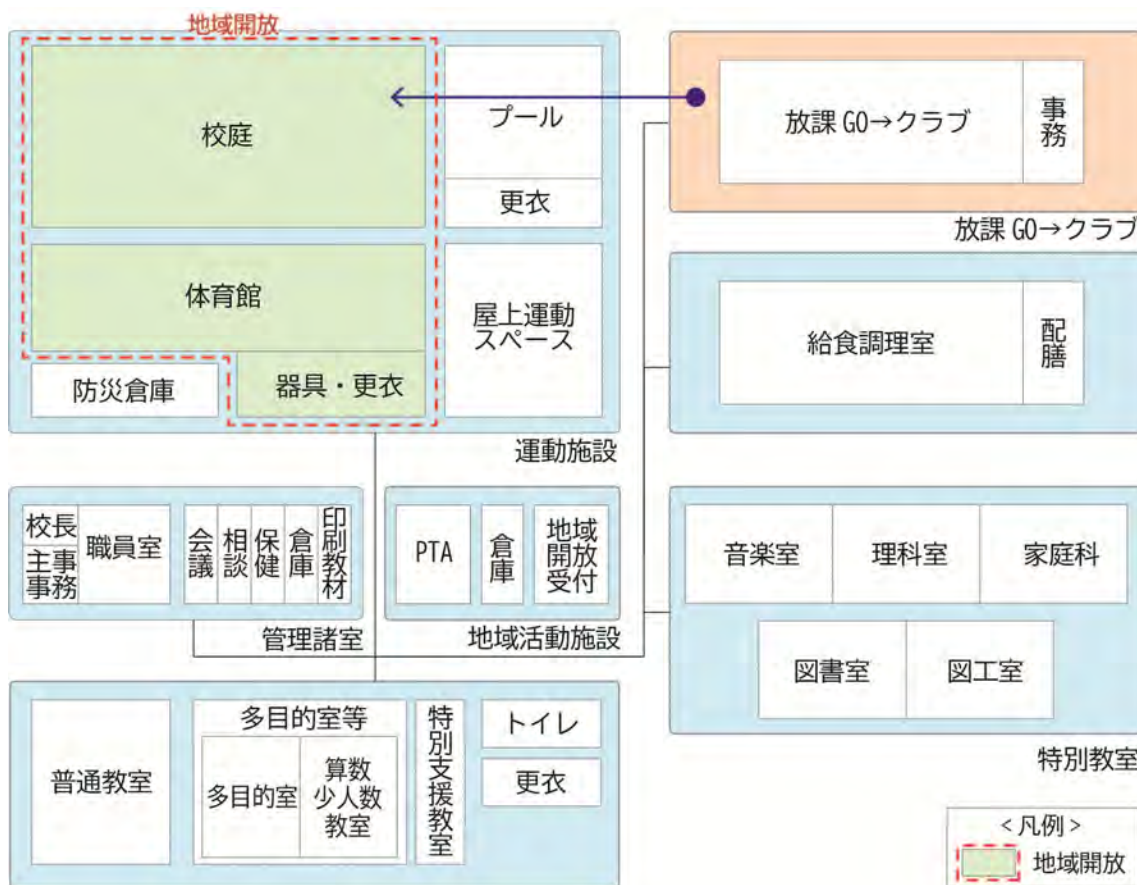 地域開放
校庭
プール
更衣
体育館
屋上運動
スペース
防災倉庫
器具・更衣
運動施設
放課 GO→クラブ
事務
放課 GO→クラブ
給食調理室
配膳
校長
主事
事務
職員室
会議
相談
保健
倉庫
印刷教材
管理諸室
PTA
倉庫
地域
開放
受付
地域活動施設
音楽室
理科室
家庭科
図書室
図工室
特別教室
普通教室
多目的室等
多目的室
算数
少人数
教室
特別支援教室
トイレ
更衣
<凡例>
地域開放